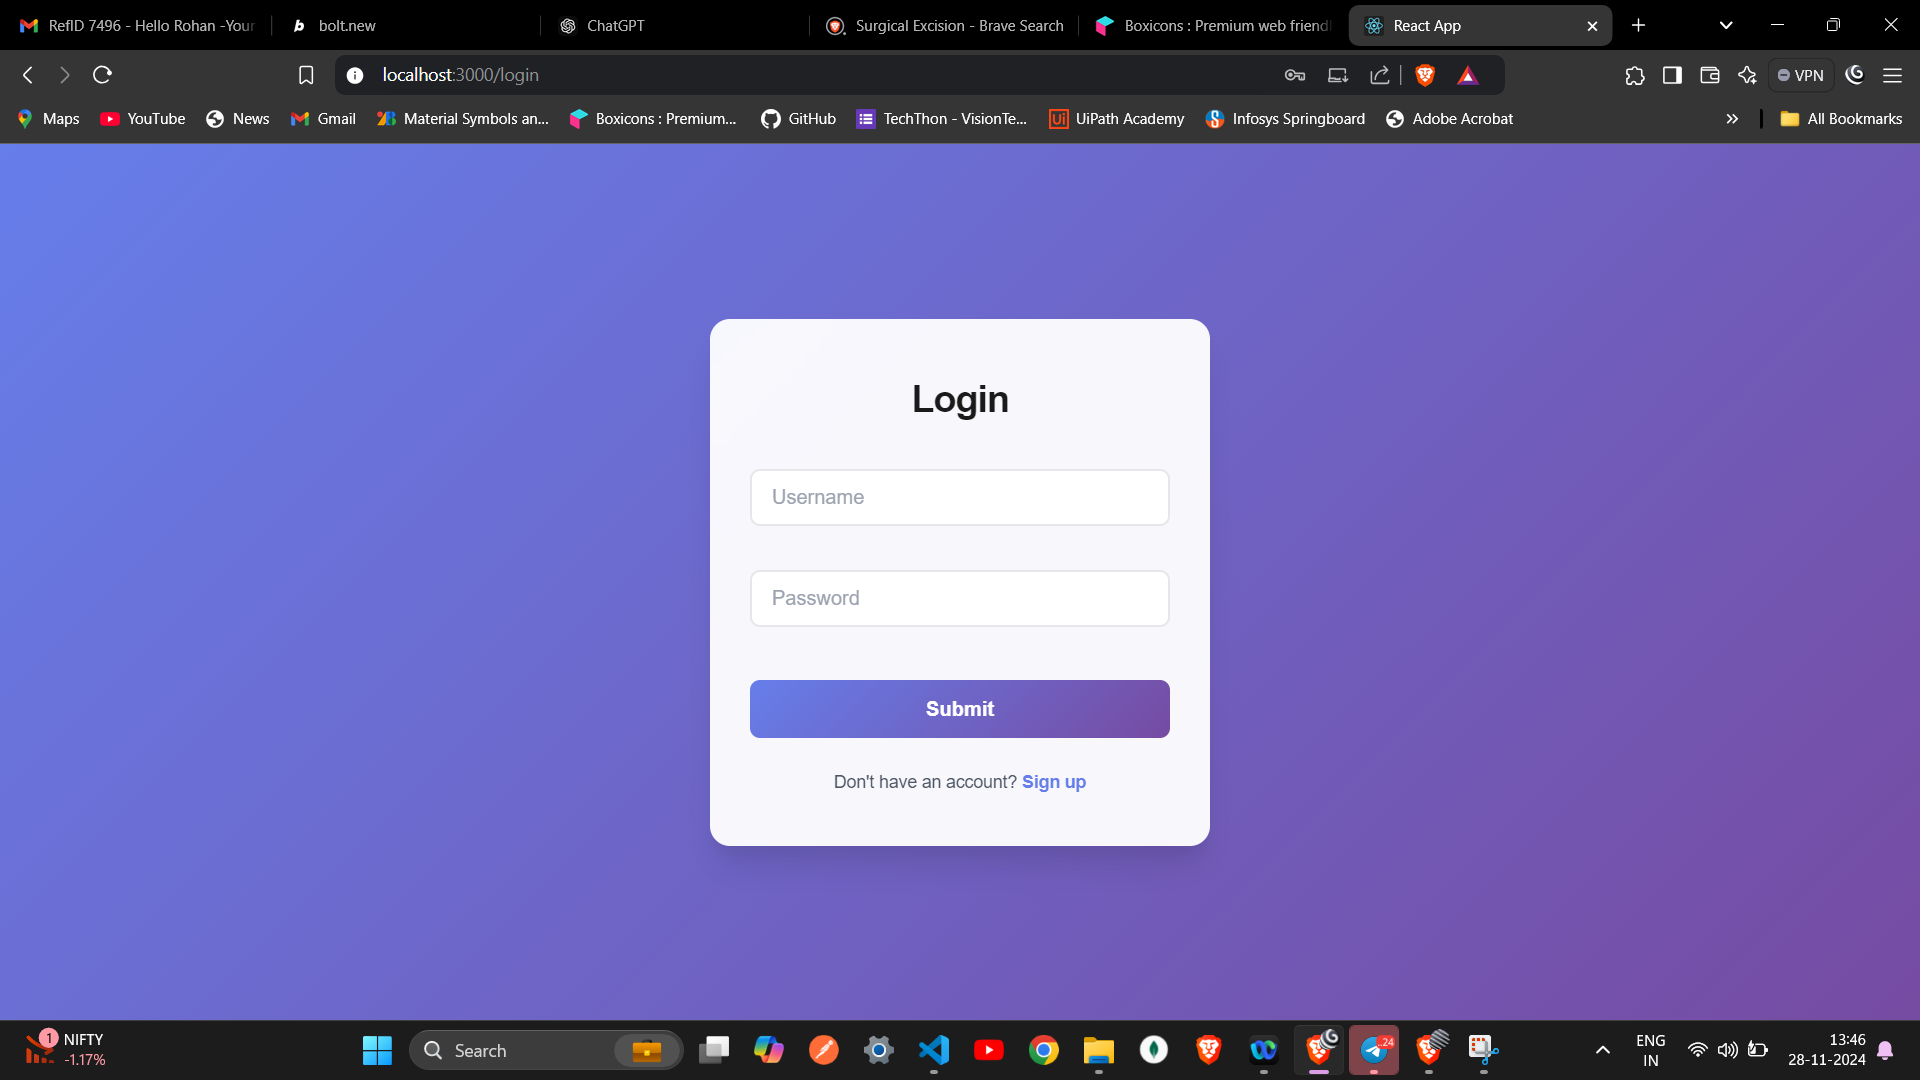 RefID 7496 - Hello Rohan -Your
bolt.new
ChatGPT
Surgical Excision - Brave Search
Boxicons : Premium web friendl
React App
localhost:3000/login
VPN
Maps
YouTube
News
Gmail
Material Symbols an...
Boxicons : Premium...
GitHub
TechThon - VisionTe...
UiPath Academy
Infosys Springboard
Adobe Acrobat
All Bookmarks
Login
Username
Password
Submit
Don't have an account? Sign up
1
NIFTY
-1.17%
Search
24
ENG
IN
13:46
28-11-2024